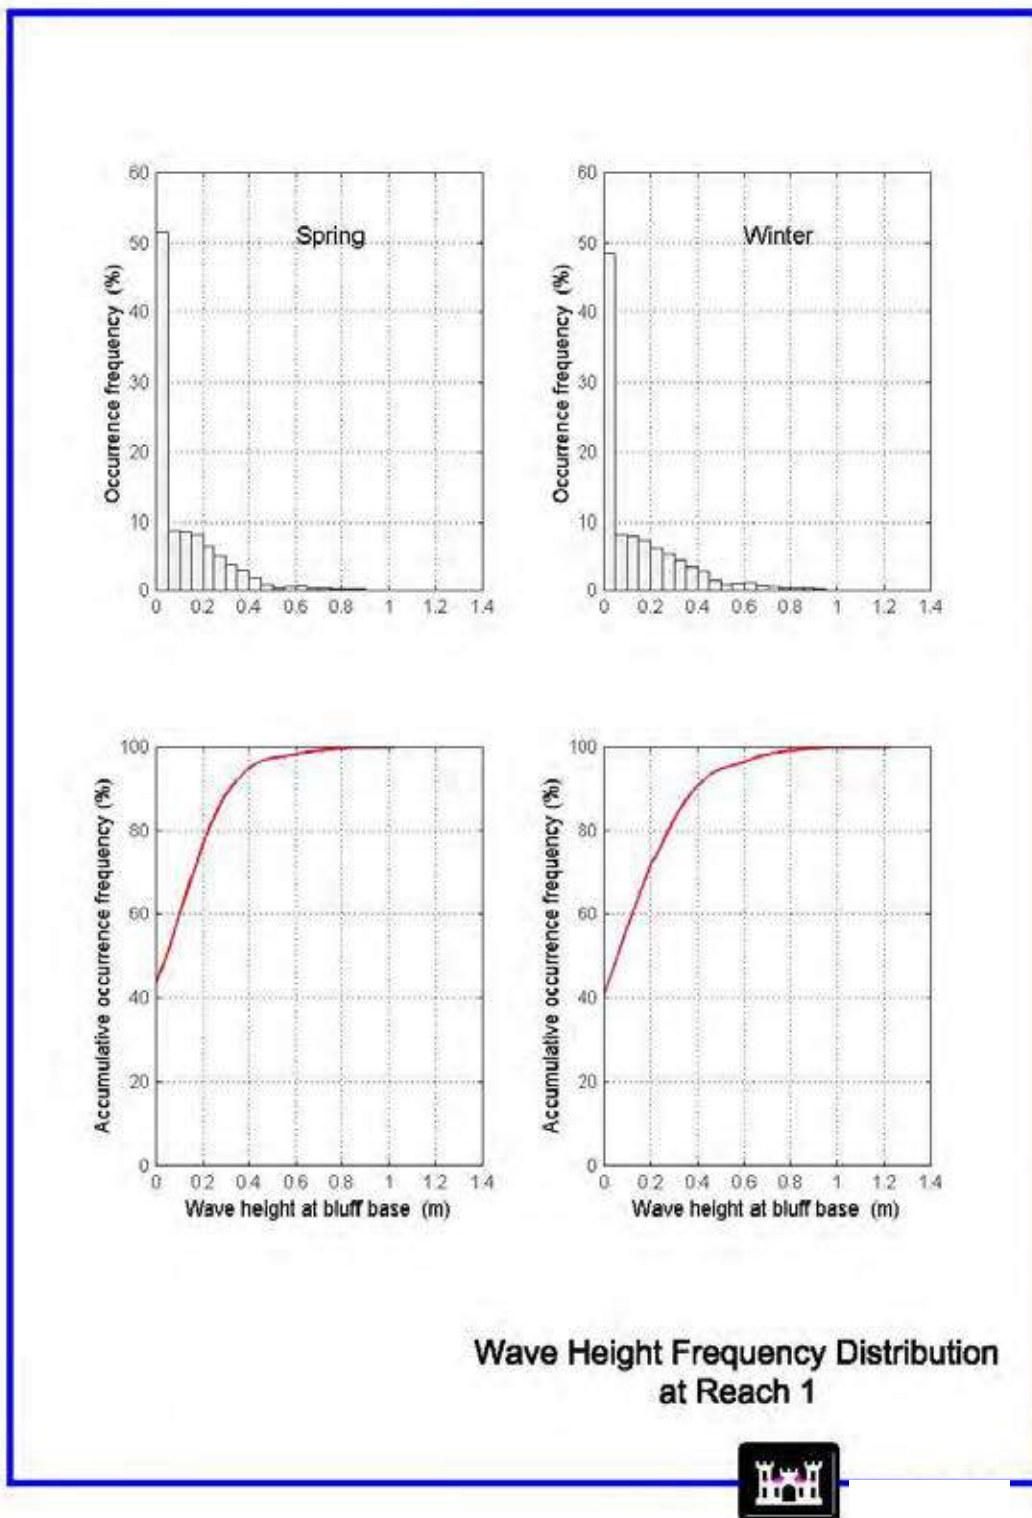 60
50
40
30
20
10
0
Occurrence frequency (%)
Spring
0 0.2 0.4 0.6 0.8 1 1.2 1.4
60
50
40
30
20
10
0
Occurrence frequency (%)
Winter
0 0.2 0.4 0.6 0.8 1 1.2 1.4
100
80
60
40
20
0
Accumulative occurrence frequency (%)
0 0.2 0.4 0.6 0.8 1 1.2 1.4
Wave height at bluff base (m)
100
80
60
40
20
0
Accumulative occurrence frequency (%)
0 0.2 0.4 0.6 0.8 1 1.2 1.4
Wave height at bluff base (m)
Wave Height Frequency Distribution
at Reach 1